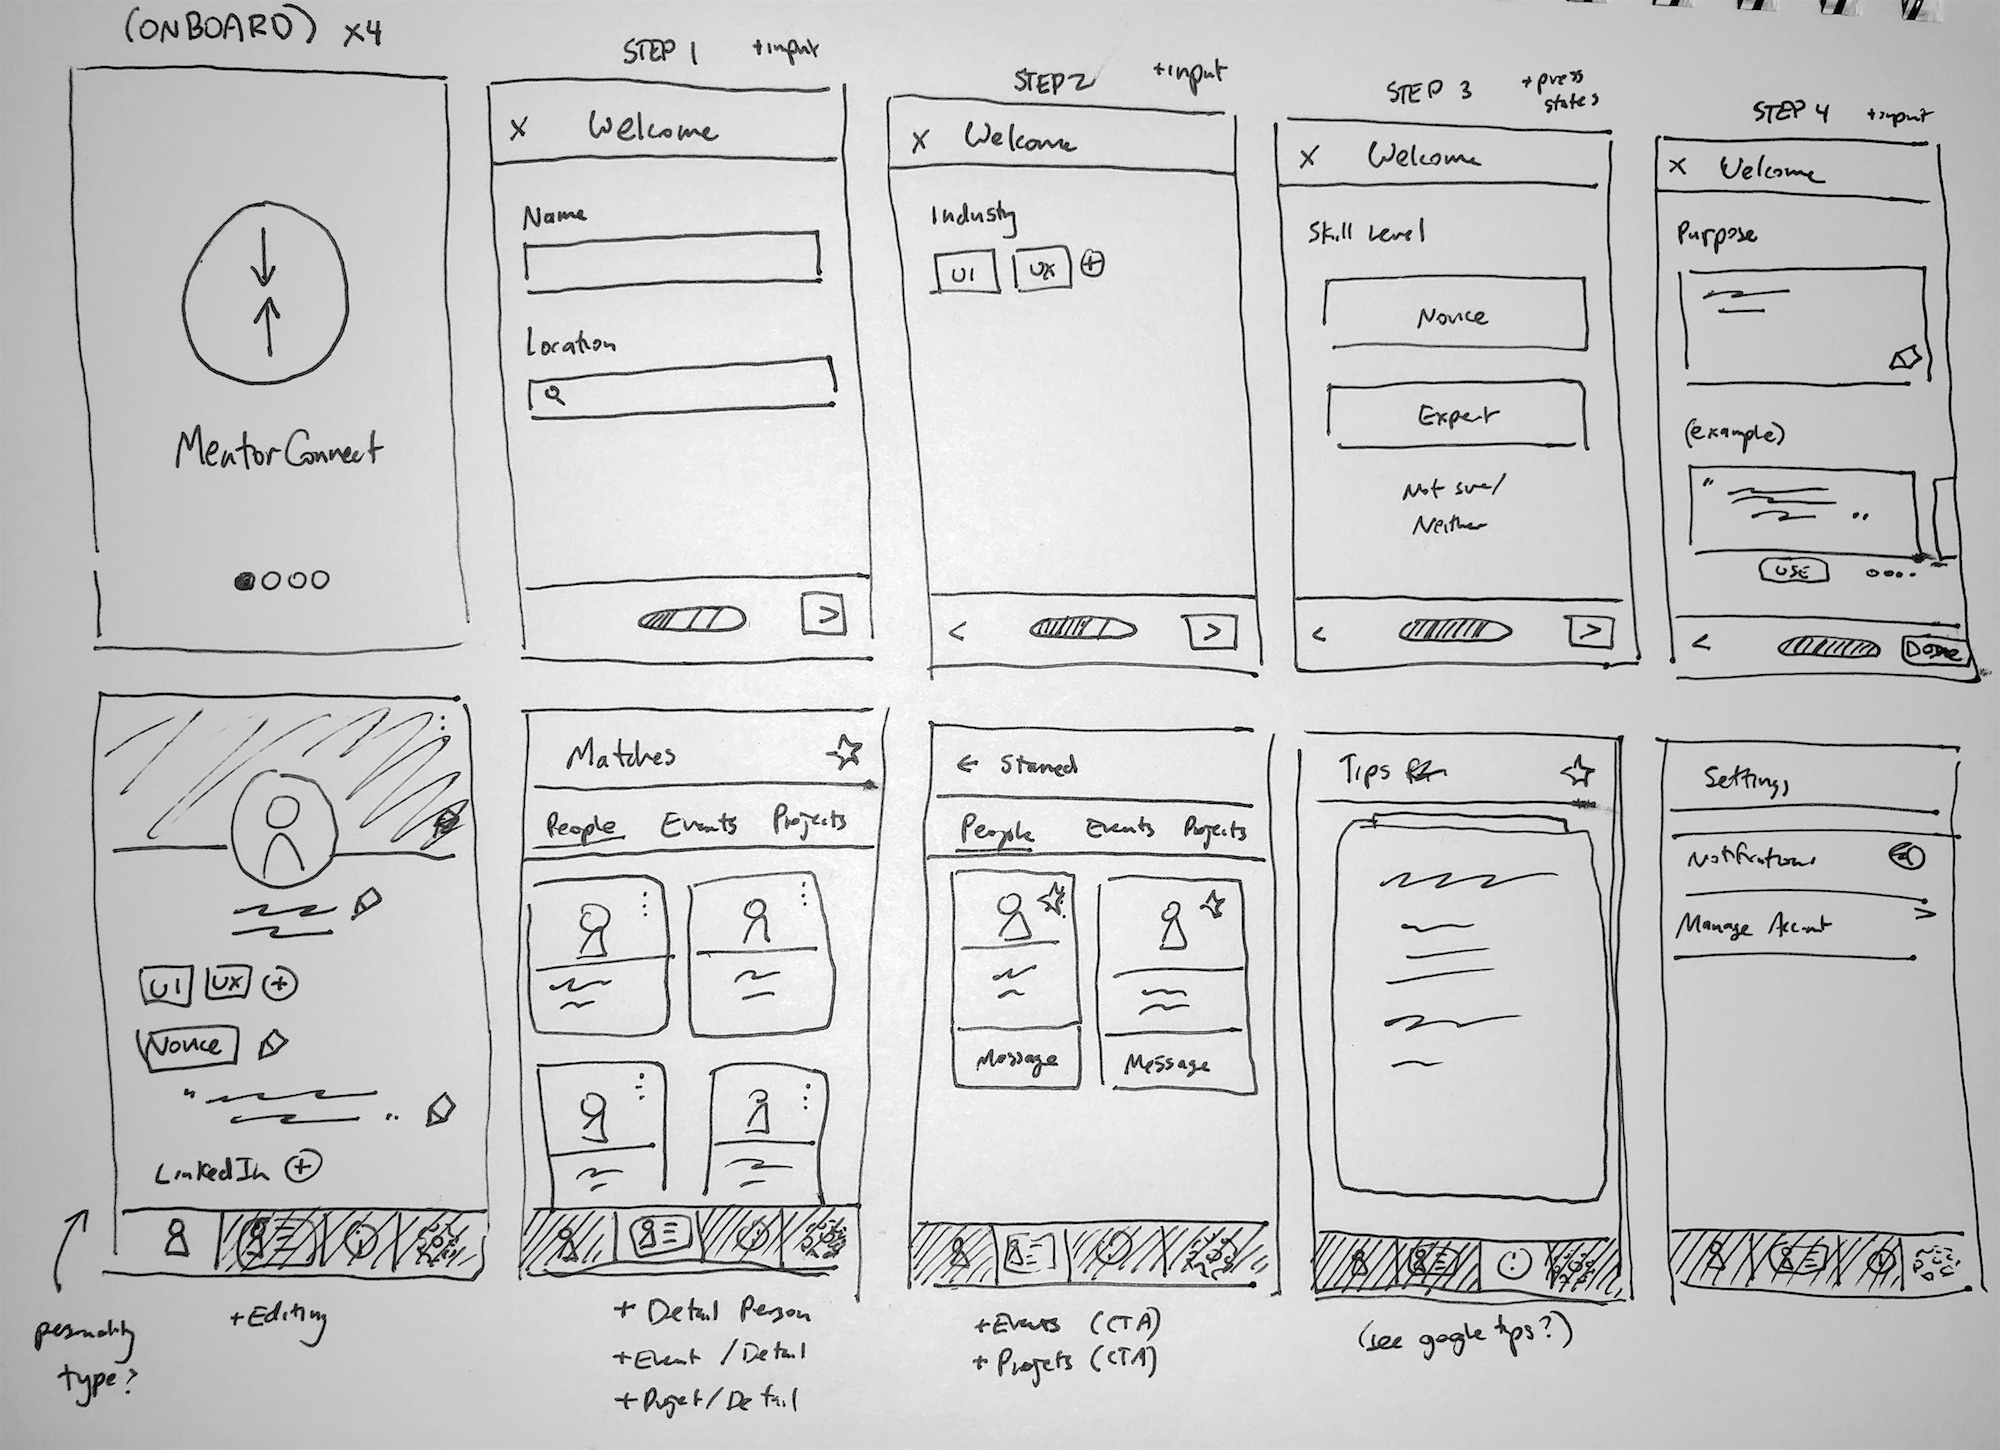 (ONBOARD) x4
STEP 1 +input
STEP 2 +input
STEP 3 +press
states
STEP 4 +input
MentorConnect
X Welcome
Name
Location
X Welcome
Industy
UI UX +
X Welcome
Skill Level
Novice
Expert
Not sure/
Neither
X Welcome
Purpose
(example)
" "
USE
DONE
UI UX +
Novice
" "
LinkedIn +
Matches
People Events Projects
← Starred
People Events Projects
Message Message
Tips
Settings
Notifications
Manage Account
personality
type?
+Editing
+ Detail Person
+Event /Detail
+Projet/Detail
+Events (CTA)
+ Projets (CTA)
(see google tips?)